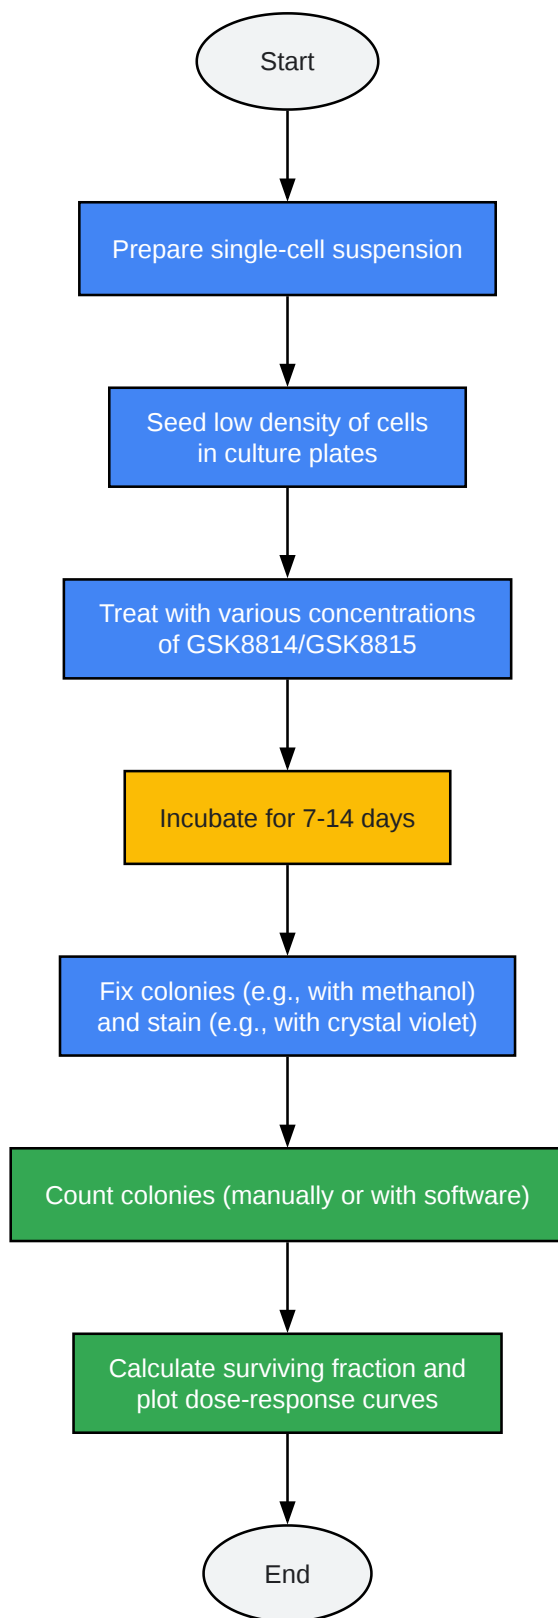 Start
Prepare single-cell suspension
Seed low density of cells
in culture plates
Treat with various concentrations
of GSK8814/GSK8815
Incubate for 7-14 days
Fix colonies (e.g., with methanol)
and stain (e.g., with crystal violet)
Count colonies (manually or with software)
Calculate surviving fraction and
plot dose-response curves
End